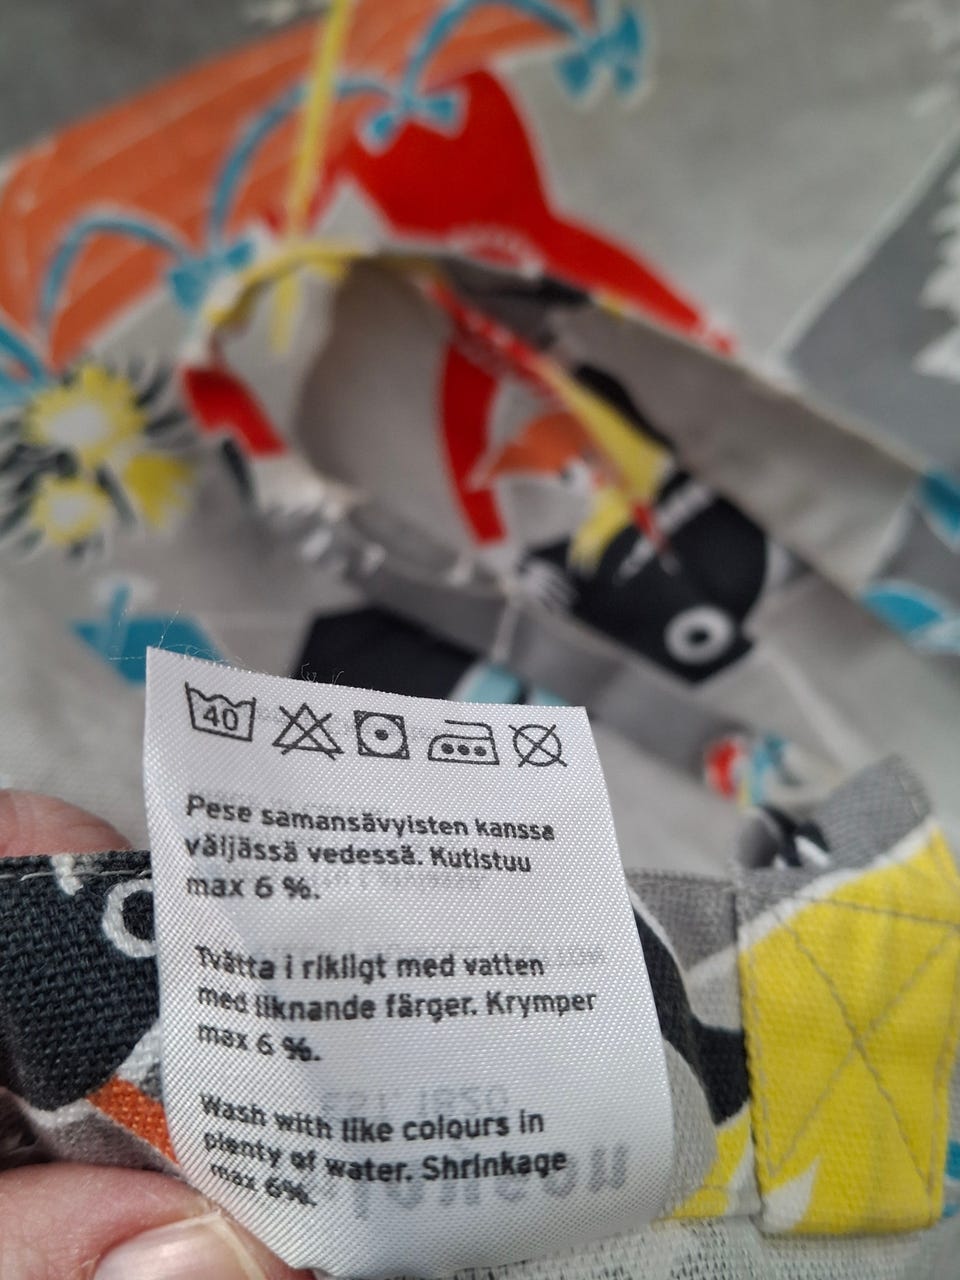 40
Pese samansävyisten kanssa
väljässä vedessä. Kutistuu
max 6 %.
Tvätta i rikligt med vatten
med liknande färger. Krymper
max 6 %.
Wash with like colours in
plenty of water. Shrinkage
max 6%.